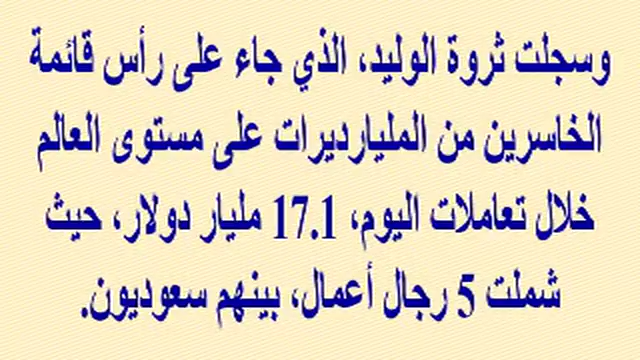 وسجلت ثروة الوليد، الذي جاء على رأس قائمة
الخاسرين من المليارديرات على مستوى العالم
خلال تعاملات اليوم، 17.1 مليار دولار، حيث
شملت 5 رجال أعمال، بينهم سعوديون.